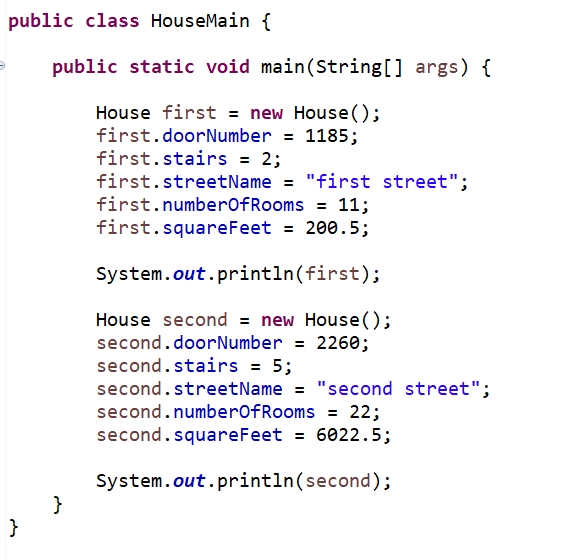 public class HouseMain {
public static void main(String[] args) {
House first = new House();
first.doorNumber = 1185;
first.stairs = 2;
first.streetName = "first street";
first.numberOfRooms = 11;
first.squareFeet = 200.5;
System.out.println(first);
House second = new House();
second.doorNumber = 2260;
second.stairs = 5;
second.streetName = "second street";
second.numberOfRooms = 22;
second.squareFeet = 6022.5;
System.out.println(second);
}
}